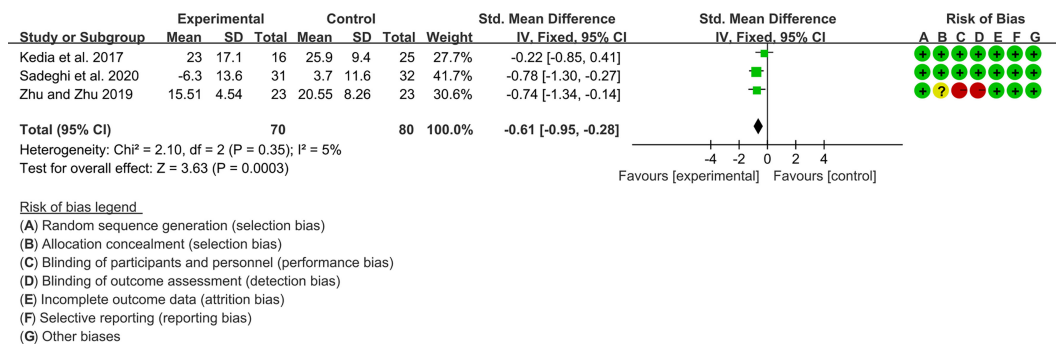 Experimental Control Std. Mean Difference Std. Mean Difference Risk of Bias
Study or Subgroup Mean SD Total Mean SD Total Weight IV, Fixed, 95% CI IV, Fixed, 95% CI A B C D E F G
Kedia et al. 2017 23 17.1 16 25.9 9.4 25 27.7% -0.22 [-0.85, 0.41] + + + + + + +
Sadeghi et al. 2020 -6.3 13.6 31 3.7 11.6 32 41.7% -0.78 [-1.30, -0.27] + + + + + + +
Zhu and Zhu 2019 15.51 4.54 23 20.55 8.26 23 30.6% -0.74 [-1.34, -0.14] + ? - - + + +
Total (95% CI) 70 80 100.0% -0.61 [-0.95, -0.28]
Heterogeneity: Chi² = 2.10, df = 2 (P = 0.35); I² = 5%
Test for overall effect: Z = 3.63 (P = 0.0003)
-4 -2 0 2 4
Favours [experimental] Favours [control]
Risk of bias legend
(A) Random sequence generation (selection bias)
(B) Allocation concealment (selection bias)
(C) Blinding of participants and personnel (performance bias)
(D) Blinding of outcome assessment (detection bias)
(E) Incomplete outcome data (attrition bias)
(F) Selective reporting (reporting bias)
(G) Other biases